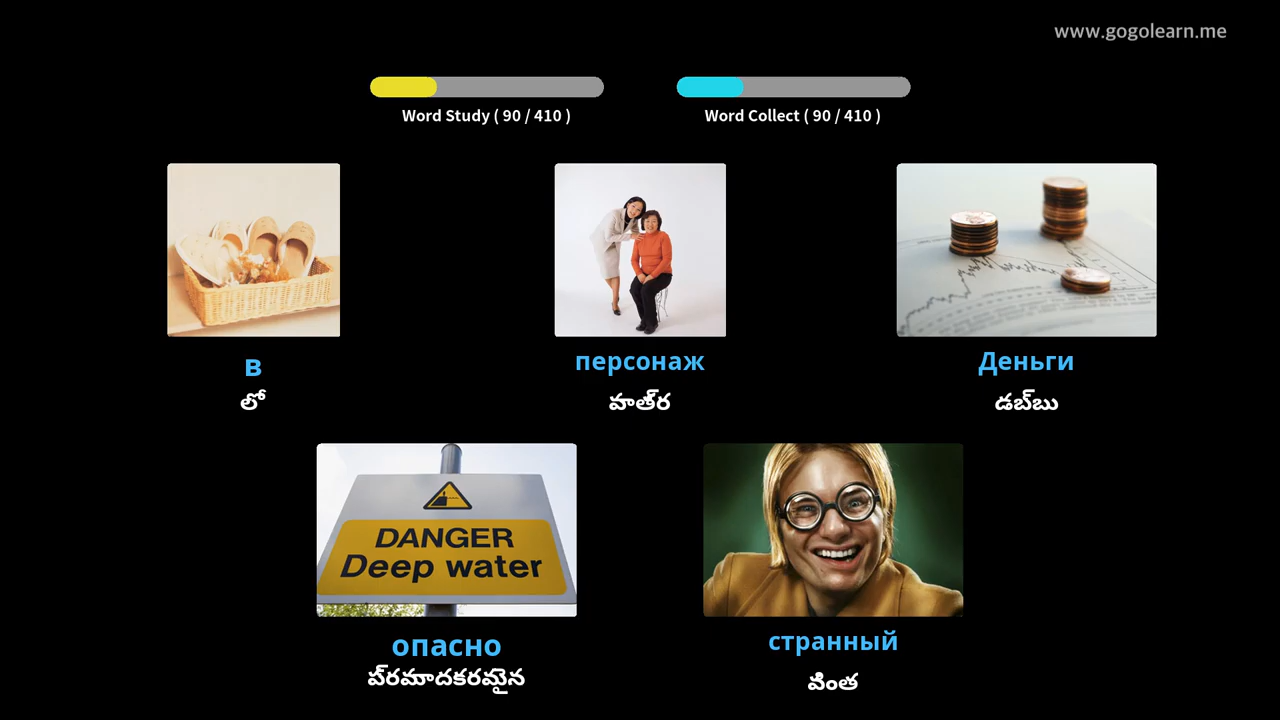 www.gogolearn.me
Word Study ( 90 / 410 )
Word Collect ( 90 / 410 )
в
లో
персонаж
పాత్ర
Деньги
డబ్బు
DANGER
Deep water
опасно
ప్రమాదకరమైన
странный
వింత